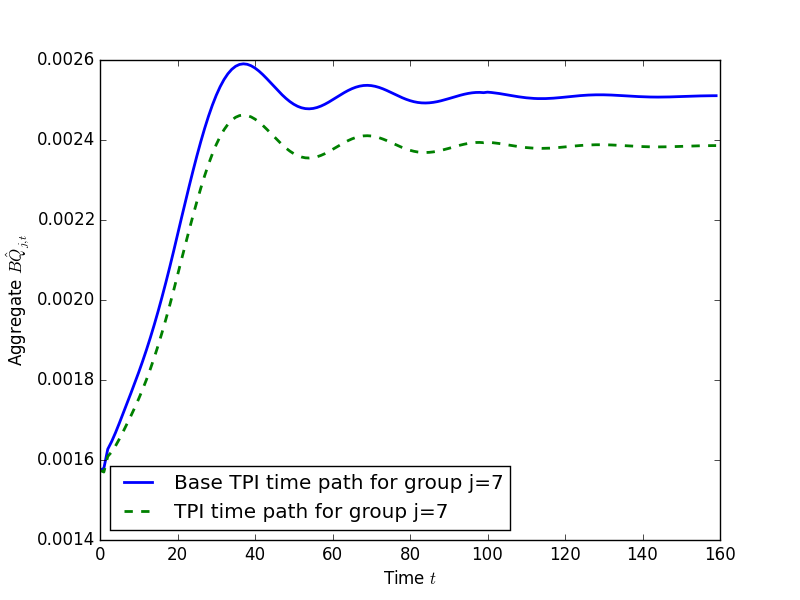 0.0026
0.0024
0.0022
0.0020
0.0018
0.0016
0.0014
Aggregate $\hat{BQ}_{j,t}$
Base TPI time path for group j=7
TPI time path for group j=7
0 20 40 60 80 100 120 140 160
Time t